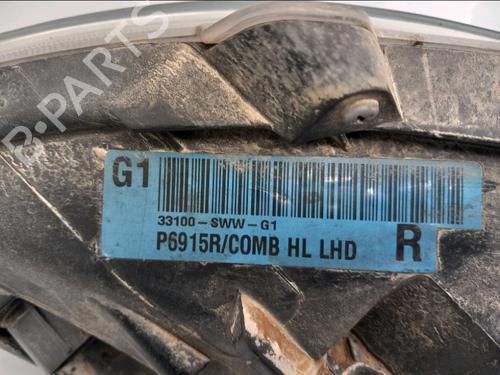 B-PARTS
G1
33100-SWW-G1
P6915R/COMB HL LHD
R